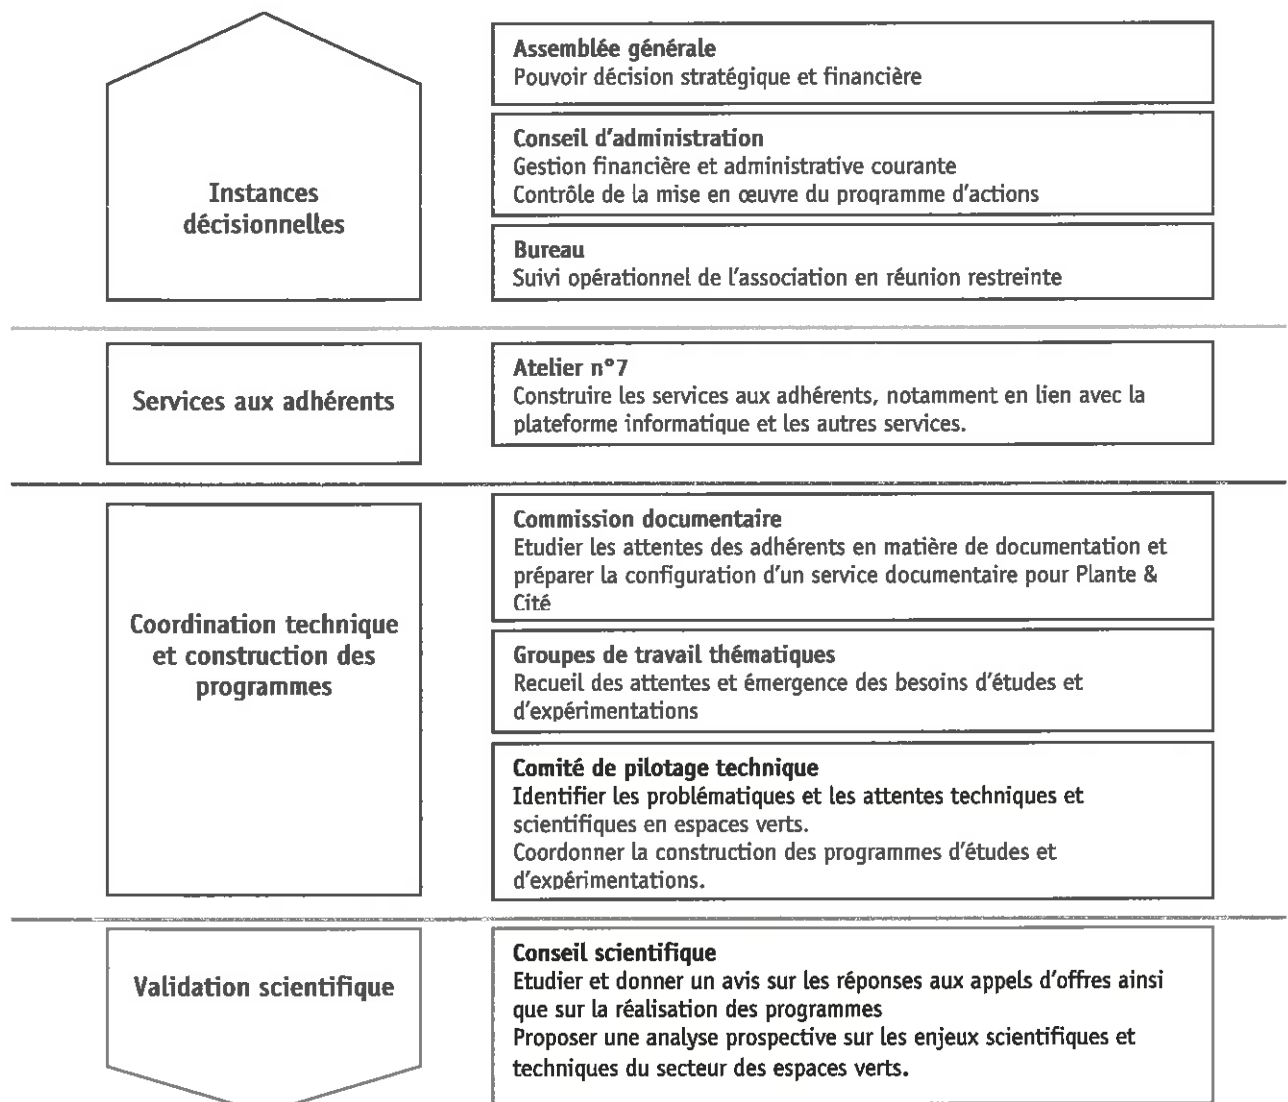 Instances
décisionnelles
Assemblée générale
Pouvoir décision stratégique et financière
Conseil d'administration
Gestion financière et administrative courante
Contrôle de la mise en œuvre du programme d'actions
Bureau
Suivi opérationnel de l'association en réunion restreinte
Services aux adhérents
Atelier n°7
Construire les services aux adhérents, notamment en lien avec la
plateforme informatique et les autres services.
Coordination technique
et construction des
programmes
Commission documentaire
Etudier les attentes des adhérents en matière de documentation et
préparer la configuration d'un service documentaire pour Plante &
Cité
Groupes de travail thématiques
Recueil des attentes et émergence des besoins d'études et
d'expérimentations
Comité de pilotage technique
Identifier les problématiques et les attentes techniques et
scientifiques en espaces verts.
Coordonner la construction des programmes d'études et
d'expérimentations.
Validation scientifique
Conseil scientifique
Etudier et donner un avis sur les réponses aux appels d'offres ainsi
que sur la réalisation des programmes
Proposer une analyse prospective sur les enjeux scientifiques et
techniques du secteur des espaces verts.